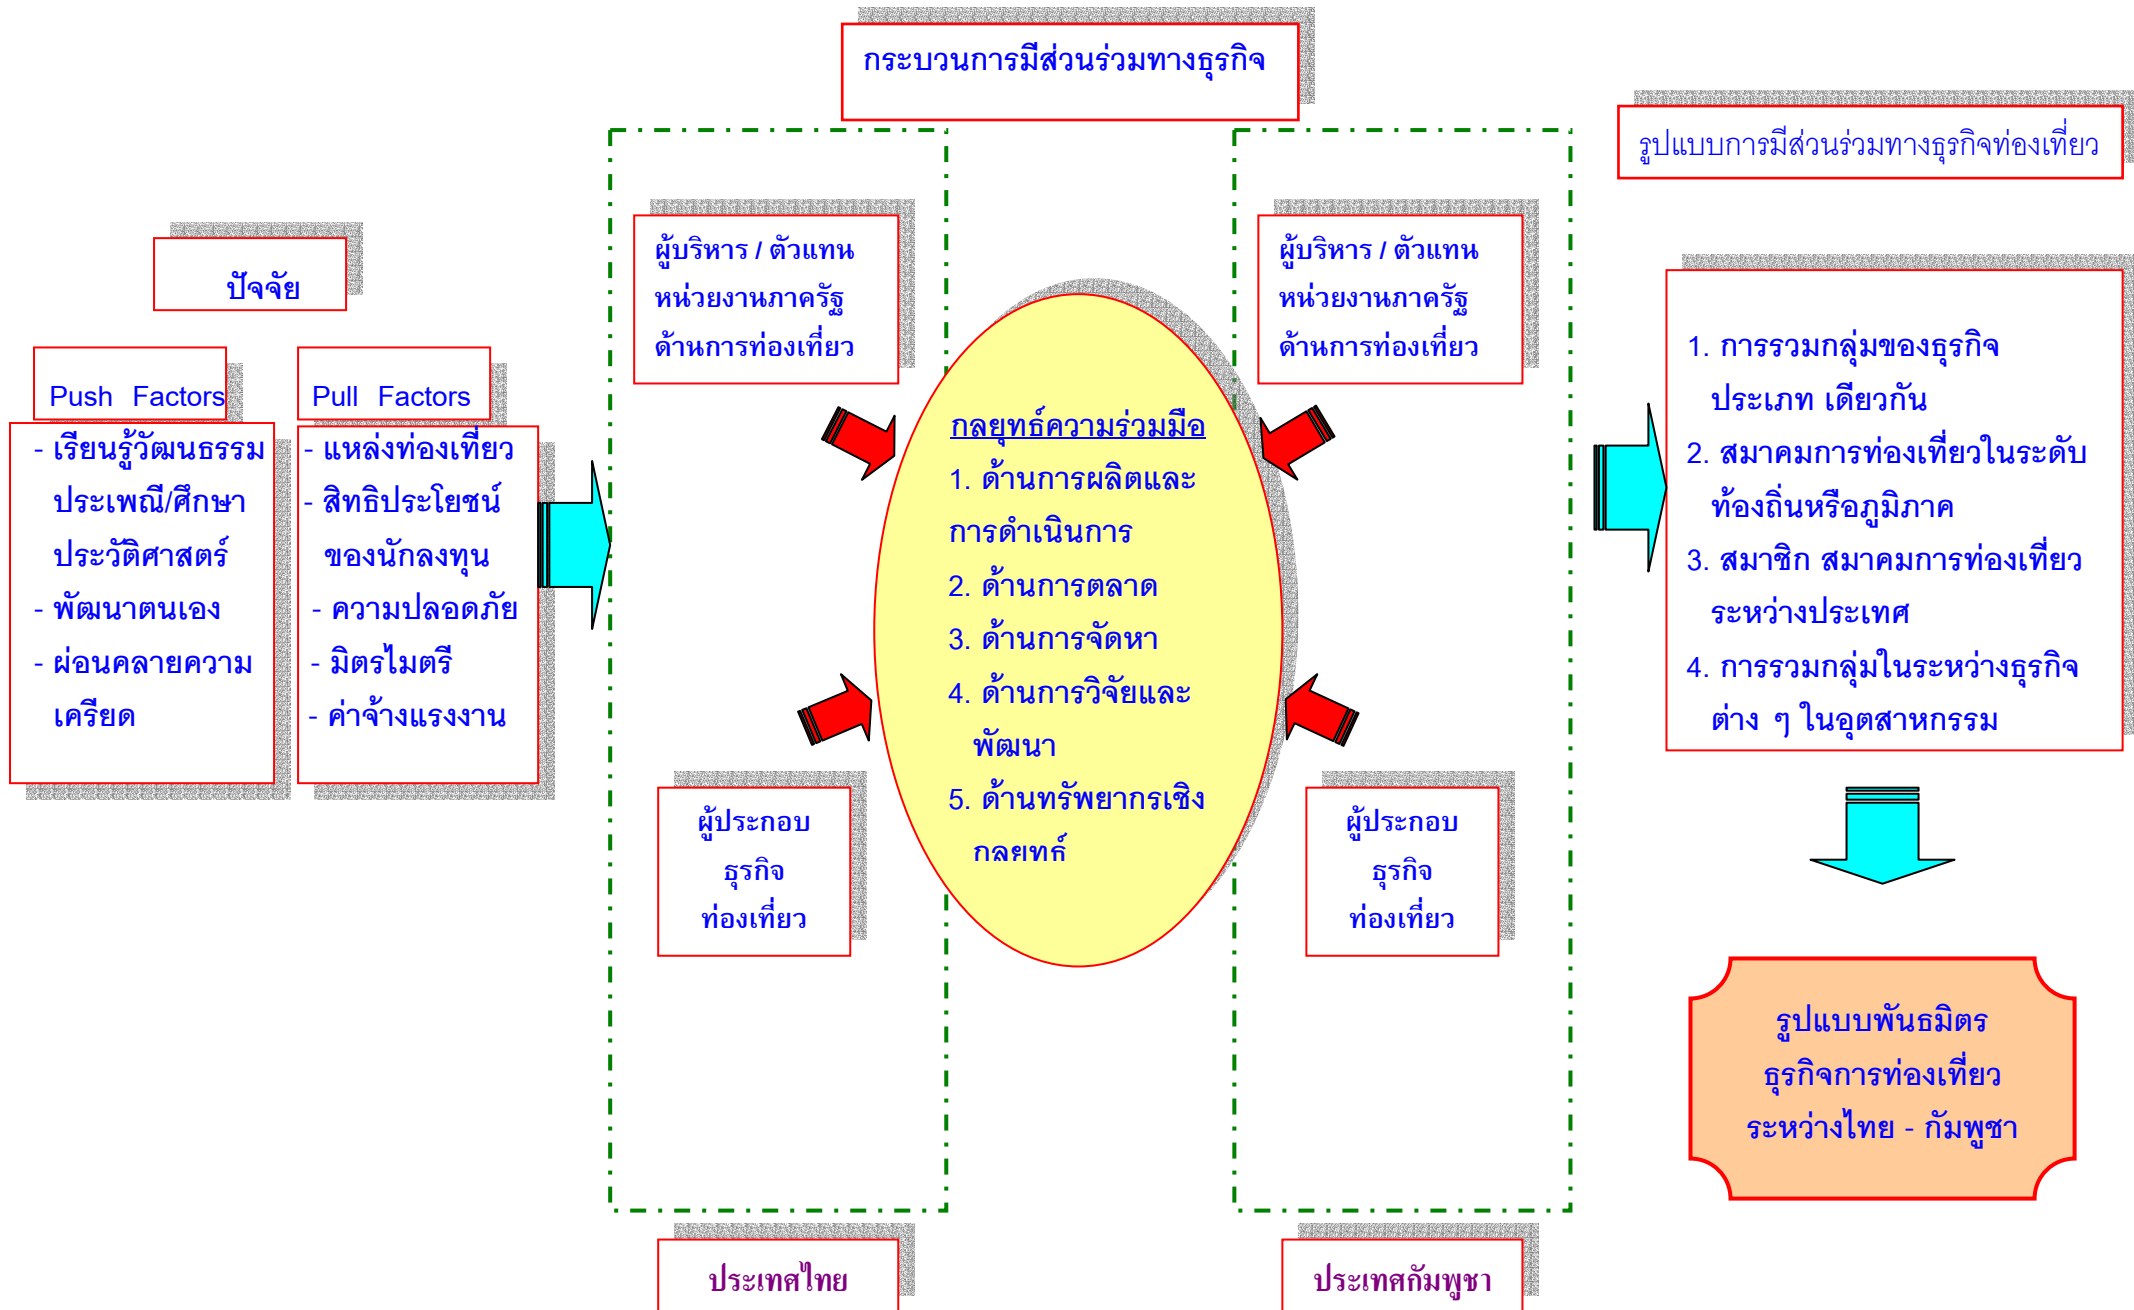 กระบวนการมีส่วนร่วมทางธุรกิจ
รูปแบบการมีส่วนร่วมทางธุรกิจท่องเที่ยว
ปัจจัย
Push Factors
- เรียนรู้วัฒนธรรม
ประเพณี/ศึกษา
ประวัติศาสตร์
- พัฒนาตนเอง
- ผ่อนคลายความ
เครียด
Pull Factors
- แหล่งท่องเที่ยว
- สิทธิประโยชน์
ของนักลงทุน
- ความปลอดภัย
- มิตรไมตรี
- ค่าจ้างแรงงาน
ผู้บริหาร / ตัวแทน
หน่วยงานภาครัฐ
ด้านการท่องเที่ยว
ผู้ประกอบ
ธุรกิจ
ท่องเที่ยว
กลยุทธ์ความร่วมมือ
1. ด้านการผลิตและ
การดำเนินการ
2. ด้านการตลาด
3. ด้านการจัดหา
4. ด้านการวิจัยและ
พัฒนา
5. ด้านทรัพยากรเชิง
กลยุทธ์
ผู้บริหาร / ตัวแทน
หน่วยงานภาครัฐ
ด้านการท่องเที่ยว
ผู้ประกอบ
ธุรกิจ
ท่องเที่ยว
1. การรวมกลุ่มของธุรกิจ
ประเภท เดียวกัน
2. สมาคมการท่องเที่ยวในระดับ
ท้องถิ่นหรือภูมิภาค
3. สมาชิก สมาคมการท่องเที่ยว
ระหว่างประเทศ
4. การรวมกลุ่มในระหว่างธุรกิจ
ต่าง ๆ ในอุตสาหกรรม
รูปแบบพันธมิตร
ธุรกิจการท่องเที่ยว
ระหว่างไทย - กัมพูชา
ประเทศไทย
ประเทศกัมพูชา